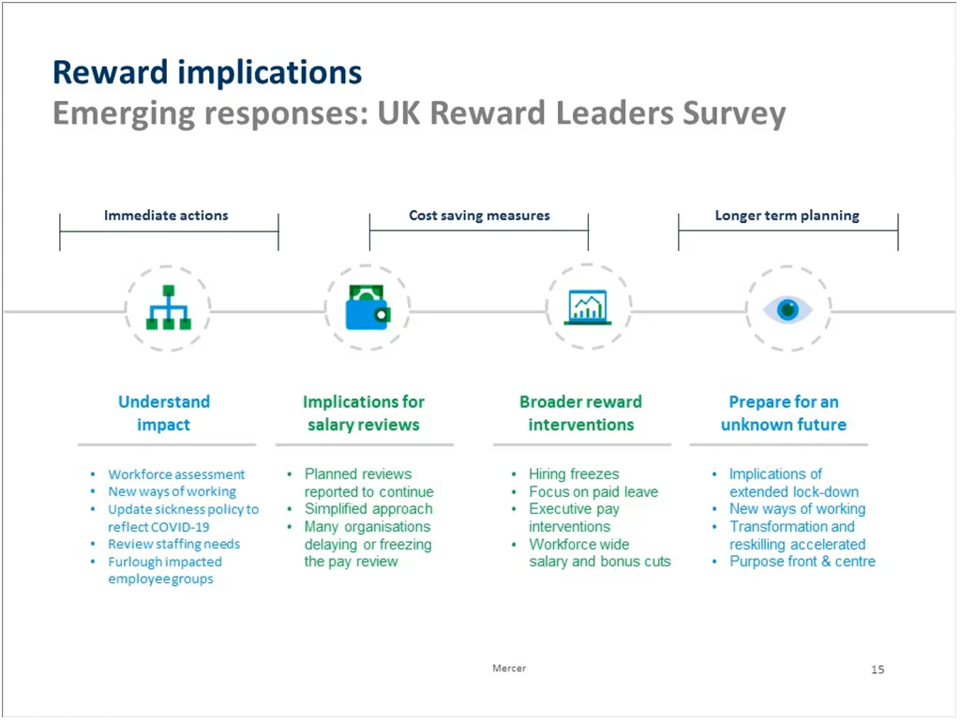 Reward implications
Emerging responses: UK Reward Leaders Survey
Immediate actions
Cost saving measures
Longer term planning
Understand
impact
• Workforce assessment
• New ways of working
• Update sickness policy to
reflect COVID-19
• Review staffing needs
• Furlough impacted
employee groups
Implications for
salary reviews
• Planned reviews
reported to continue
• Simplified approach
• Many organisations
delaying or freezing
the pay review
Broader reward
interventions
• Hiring freezes
• Focus on paid leave
• Executive pay
interventions
• Workforce wide
salary and bonus cuts
Prepare for an
unknown future
• Implications of
extended lock-down
• New ways of working
• Transformation and
reskilling accelerated
• Purpose front & centre
Mercer
15